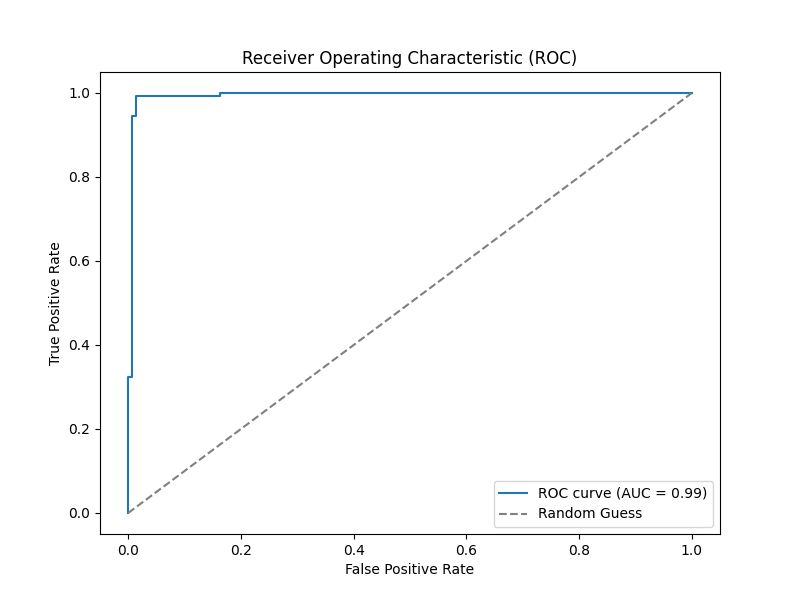 Receiver Operating Characteristic (ROC)
1.0
0.8
0.6
0.4
0.2
0.0
True Positive Rate
0.0 0.2 0.4 0.6 0.8 1.0
False Positive Rate
ROC curve (AUC = 0.99)
Random Guess